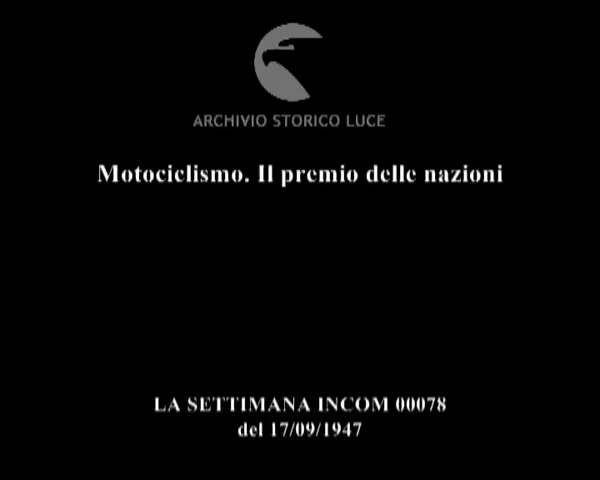 ARCHIVIO STORICO LUCE
Motociclismo. Il premio delle nazioni
LA SETTIMANA INCOM 00078
del 17/09/1947